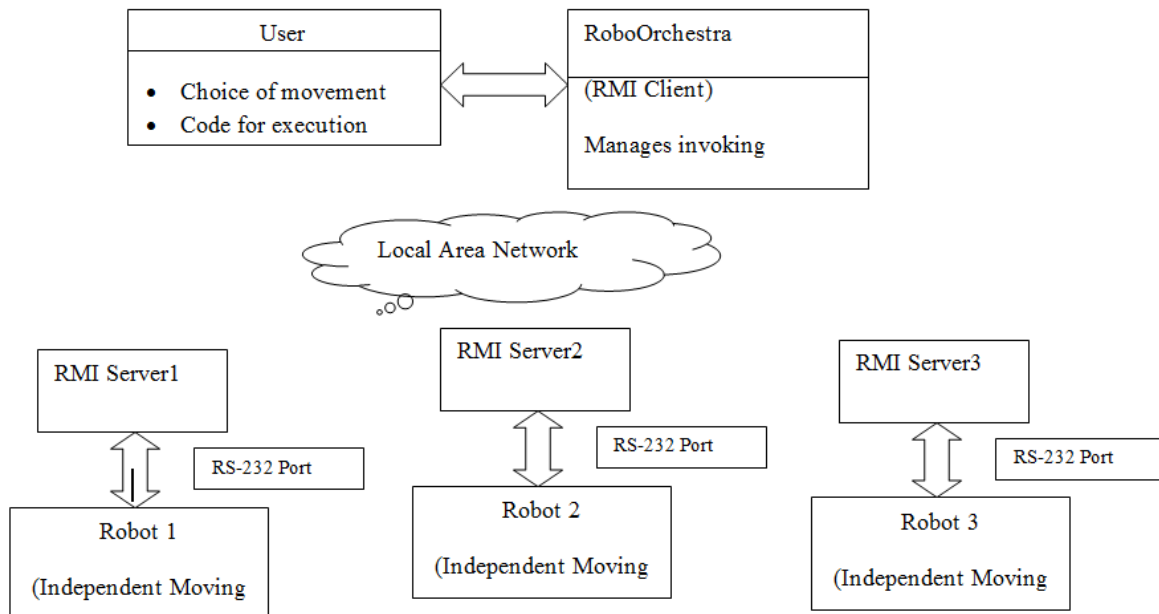 User
• Choice of movement
• Code for execution
RoboOrchestra
(RMI Client)
Manages invoking
Local Area Network
RMI Server1
RMI Server2
RMI Server3
RS-232 Port
RS-232 Port
RS-232 Port
Robot 1
(Independent Moving
Robot 2
(Independent Moving
Robot 3
(Independent Moving